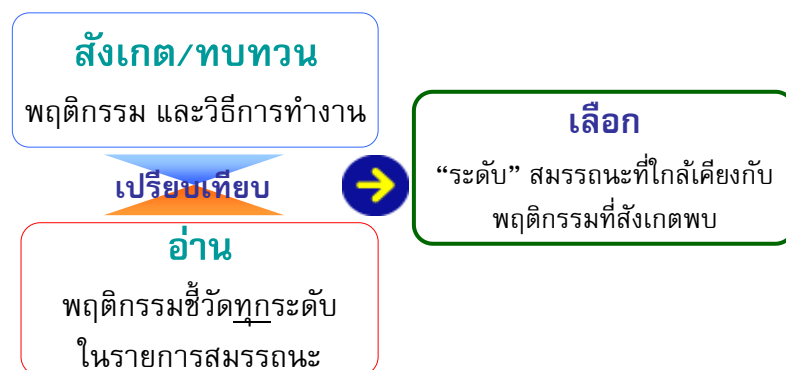 สังเกต/ทบทวน
พฤติกรรม และวิธีการทำงาน
เปรียบเทียบ
อ่าน
พฤติกรรมชี้วัดทุกระดับ
ในรายการสมรรถนะ
เลือก
“ระดับ” สมรรถนะที่ใกล้เคียงกับ
พฤติกรรมที่สังเกตพบ